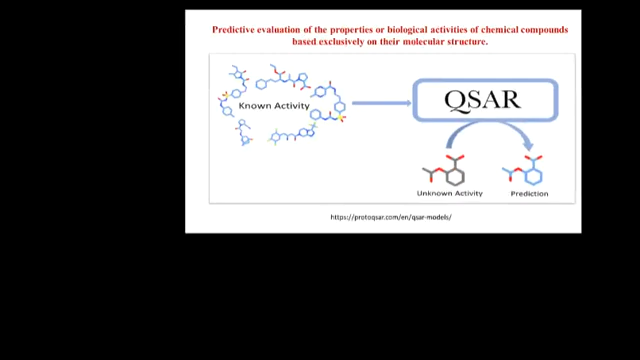 Predictive evaluation of the properties or biological activities of chemical compounds
based exclusively on their molecular structure.
Known Activity
QSAR
Unknown Activity
Prediction
https://protoqsar.com/en/qsar-models/